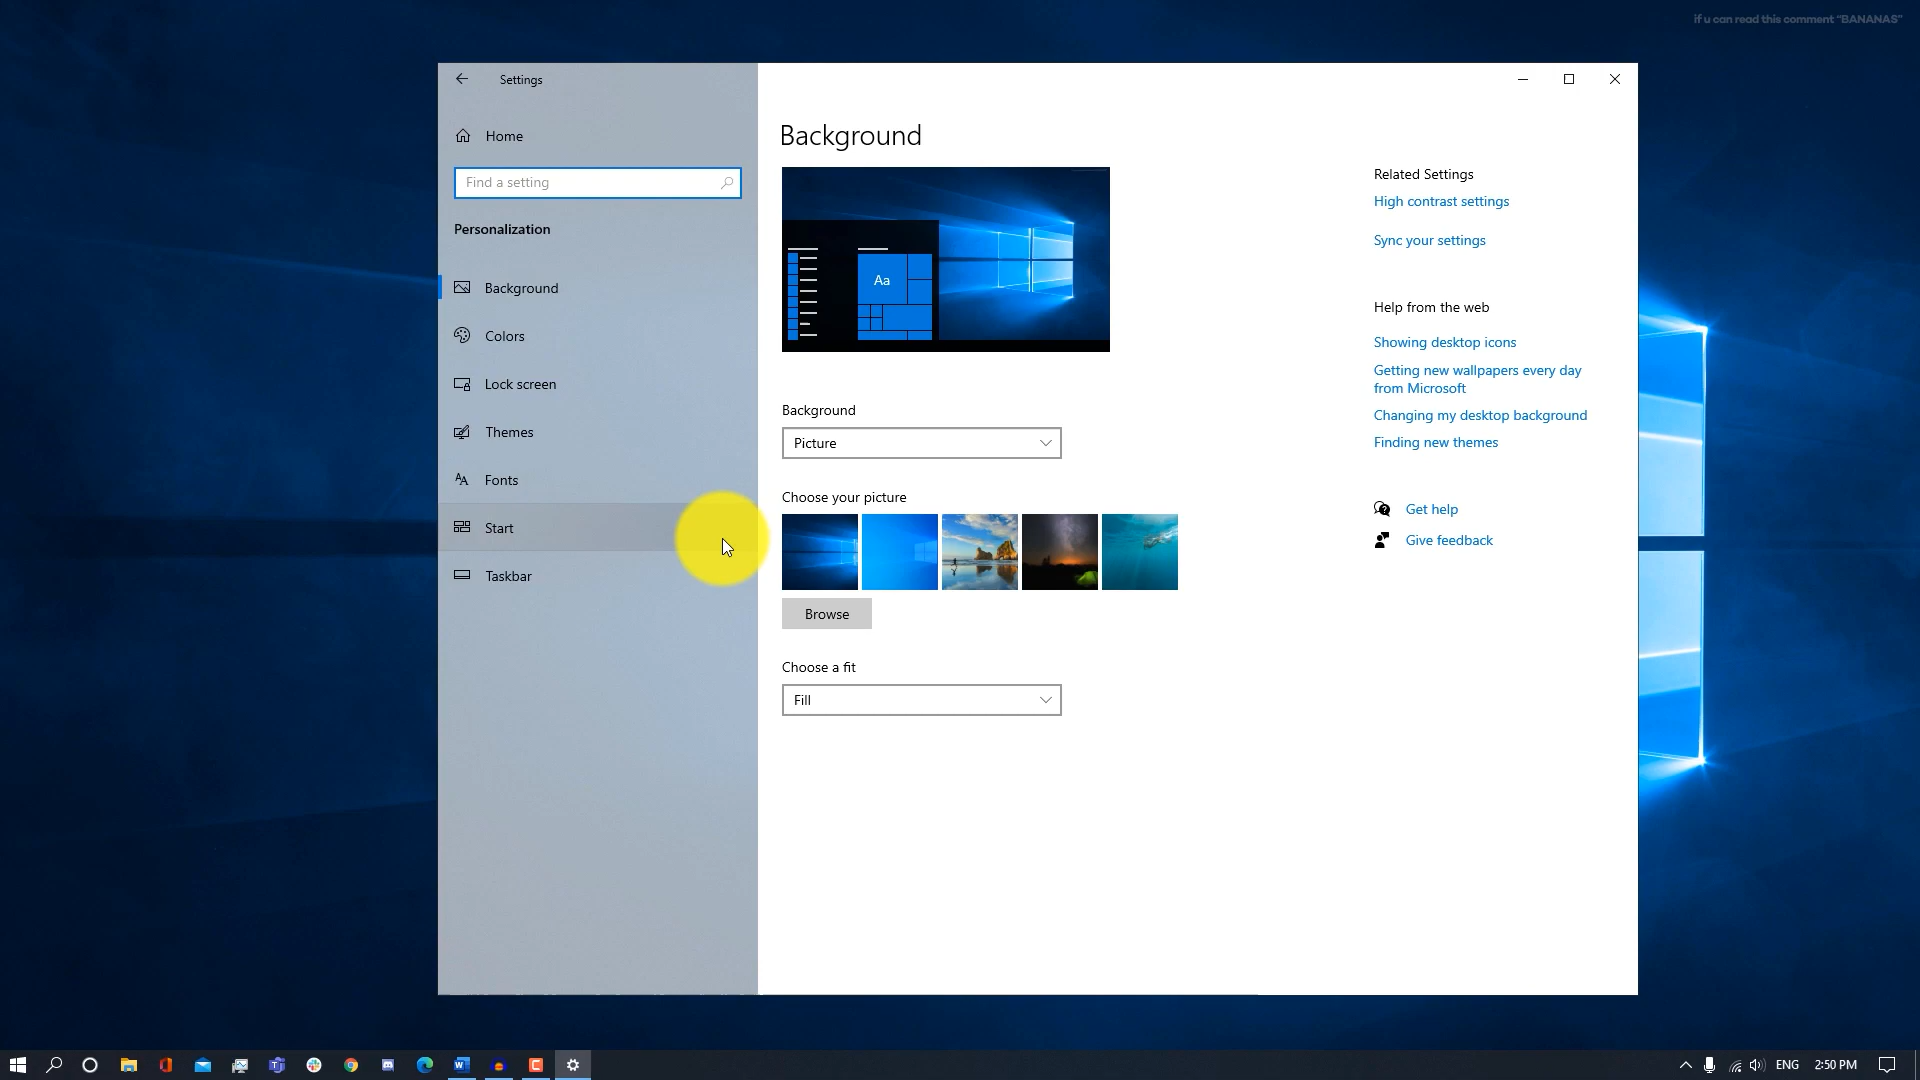 if u can read this comment "BANANAS"
Settings
Home
Find a setting
Personalization
Background
Colors
Lock screen
Themes
Fonts
Start
Taskbar
Background
Aa
Background
Picture
Choose your picture
Browse
Choose a fit
Fill
Related Settings
High contrast settings
Sync your settings
Help from the web
Showing desktop icons
Getting new wallpapers every day
from Microsoft
Changing my desktop background
Finding new themes
Get help
Give feedback
ENG
2:50 PM